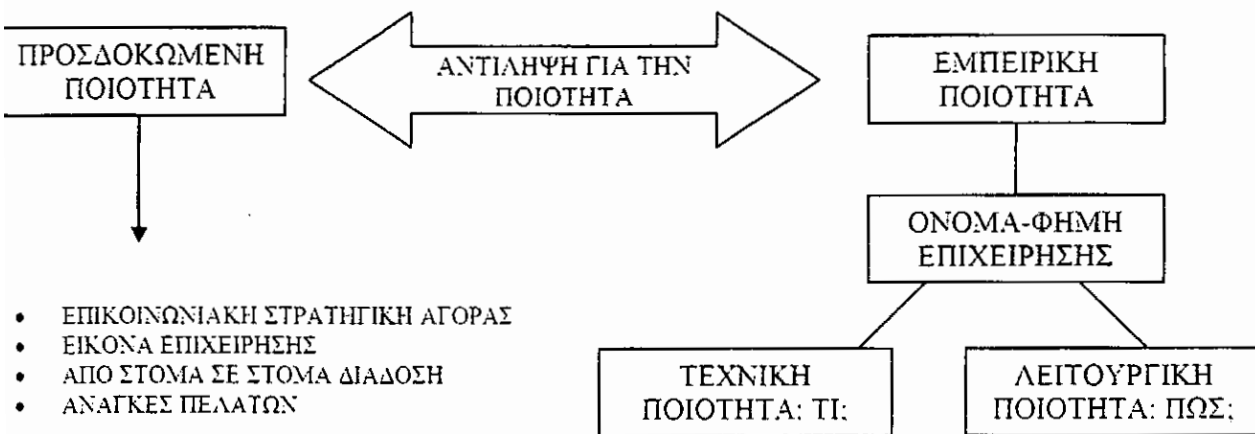 ΠΡΟΣΔΟΚΩΜΕΝΗ
ΠΟΙΟΤΗΤΑ
ΑΝΤΙΛΗΨΗ ΓΙΑ ΤΗΝ
ΠΟΙΟΤΗΤΑ
ΕΜΠΕΙΡΙΚΗ
ΠΟΙΟΤΗΤΑ
ΟΝΟΜΑ-ΦΗΜΗ
ΕΠΙΧΕΙΡΗΣΗΣ
• ΕΠΙΚΟΙΝΩΝΙΑΚΗ ΣΤΡΑΤΗΓΙΚΗ ΑΓΟΡΑΣ
• ΕΙΚΟΝΑ ΕΠΙΧΕΙΡΗΣΗΣ
• ΑΠΟ ΣΤΟΜΑ ΣΕ ΣΤΟΜΑ ΔΙΑΔΟΣΗ
• ΑΝΑΓΚΕΣ ΠΕΛΑΤΩΝ
ΤΕΧΝΙΚΗ
ΠΟΙΟΤΗΤΑ: ΤΙ;
ΛΕΙΤΟΥΡΓΙΚΗ
ΠΟΙΟΤΗΤΑ: ΠΩΣ;